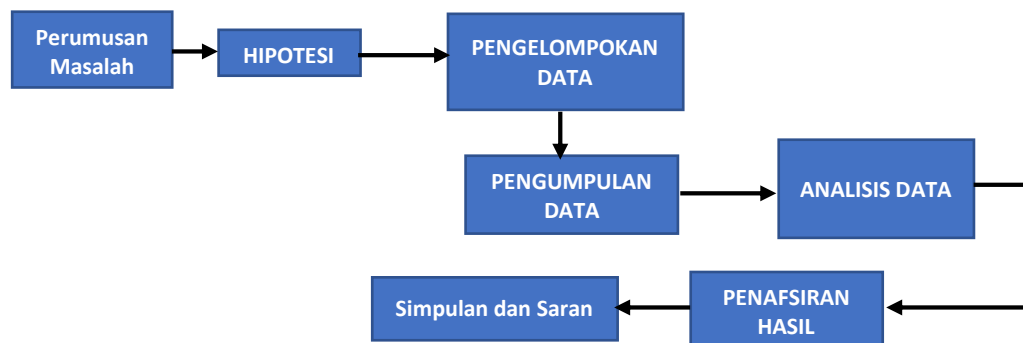 Perumusan
Masalah
HIPOTESI
PENGELOMPOKAN
DATA
PENGUMPULAN
DATA
ANALISIS DATA
PENAFSIRAN
HASIL
Simpulan dan Saran